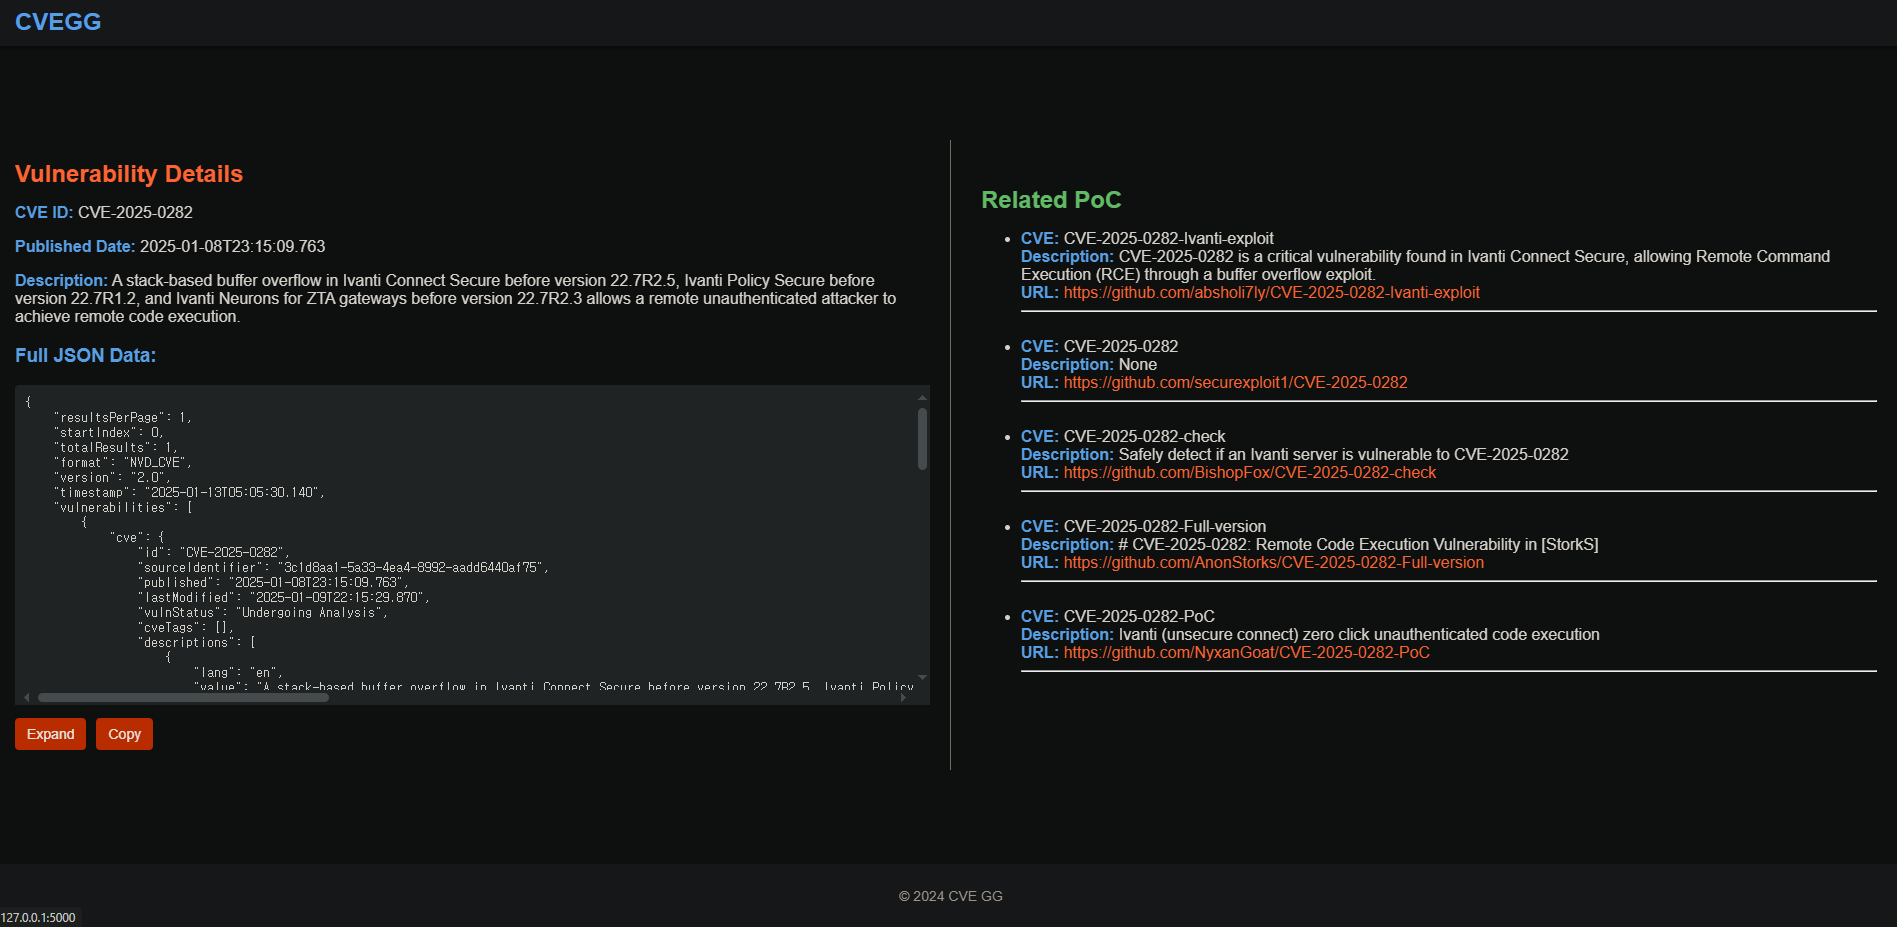 CVEGG
Vulnerability Details
CVE ID: CVE-2025-0282
Published Date: 2025-01-08T23:15:09.763
Description: A stack-based buffer overflow in Ivanti Connect Secure before version 22.7R2.5, Ivanti Policy Secure before
version 22.7R1.2, and Ivanti Neurons for ZTA gateways before version 22.7R2.3 allows a remote unauthenticated attacker to
achieve remote code execution.
Full JSON Data:
{
"resultsPerPage": 1,
"startIndex": 0,
"totalResults": 1,
"format": "NVD_CVE",
"version": "2.0",
"timestamp": "2025-01-13T05:05:30.140",
"vulnerabilities": [
{
"cve": {
"id": "CVE-2025-0282",
"sourceIdentifier": "3c1d8aa1-5a33-4ea4-8992-aadd6440af75",
"published": "2025-01-08T23:15:09.763",
"lastModified": "2025-01-09T22:15:29.870",
"vulnStatus": "Undergoing Analysis",
"cveTags": [],
"descriptions": [
{
"lang": "en",
"value": "A stack-based buffer overflow in Ivanti Connect Secure before version 22.7R2.5, Ivanti Policy
Expand Copy
Related PoC
• CVE: CVE-2025-0282-Ivanti-exploit
Description: CVE-2025-0282 is a critical vulnerability found in Ivanti Connect Secure, allowing Remote Command
Execution (RCE) through a buffer overflow exploit.
URL: https://github.com/absholi7ly/CVE-2025-0282-Ivanti-exploit
• CVE: CVE-2025-0282
Description: None
URL: https://github.com/securexploit1/CVE-2025-0282
• CVE: CVE-2025-0282-check
Description: Safely detect if an Ivanti server is vulnerable to CVE-2025-0282
URL: https://github.com/BishopFox/CVE-2025-0282-check
• CVE: CVE-2025-0282-Full-version
Description: # CVE-2025-0282: Remote Code Execution Vulnerability in [StorkS]
URL: https://github.com/AnonStorks/CVE-2025-0282-Full-version
• CVE: CVE-2025-0282-PoC
Description: Ivanti (unsecure connect) zero click unauthenticated code execution
URL: https://github.com/NyxanGoat/CVE-2025-0282-PoC
© 2024 CVE GG
127.0.0.1:5000